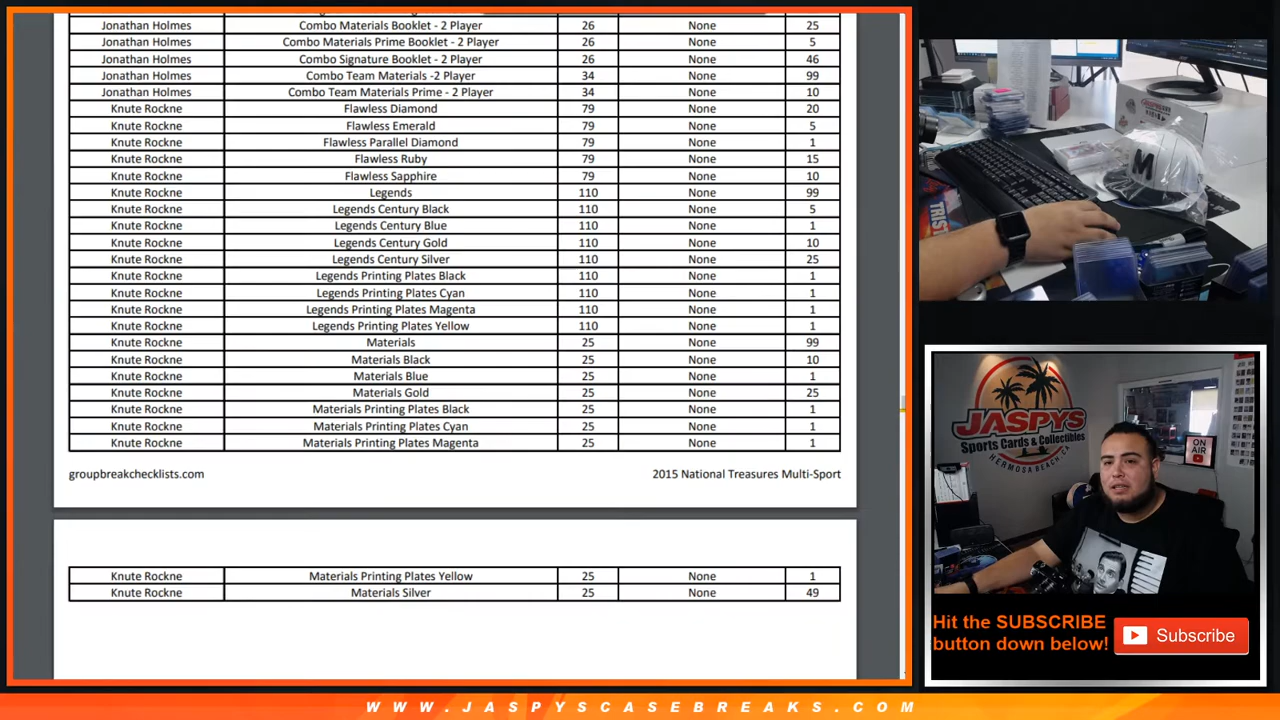 Jonathan Holmes Combo Materials Booklet - 2 Player 26 None 25
Jonathan Holmes Combo Materials Prime Booklet - 2 Player 26 None 5
Jonathan Holmes Combo Signature Booklet - 2 Player 26 None 46
Jonathan Holmes Combo Team Materials -2 Player 34 None 99
Jonathan Holmes Combo Team Materials Prime - 2 Player 34 None 10
Knute Rockne Flawless Diamond 79 None 20
Knute Rockne Flawless Emerald 79 None 5
Knute Rockne Flawless Parallel Diamond 79 None 1
Knute Rockne Flawless Ruby 79 None 15
Knute Rockne Flawless Sapphire 79 None 10
Knute Rockne Legends 110 None 99
Knute Rockne Legends Century Black 110 None 5
Knute Rockne Legends Century Blue 110 None 1
Knute Rockne Legends Century Gold 110 None 10
Knute Rockne Legends Century Silver 110 None 25
Knute Rockne Legends Printing Plates Black 110 None 1
Knute Rockne Legends Printing Plates Cyan 110 None 1
Knute Rockne Legends Printing Plates Magenta 110 None 1
Knute Rockne Legends Printing Plates Yellow 110 None 1
Knute Rockne Materials 25 None 99
Knute Rockne Materials Black 25 None 10
Knute Rockne Materials Blue 25 None 1
Knute Rockne Materials Gold 25 None 25
Knute Rockne Materials Printing Plates Black 25 None 1
Knute Rockne Materials Printing Plates Cyan 25 None 1
Knute Rockne Materials Printing Plates Magenta 25 None 1
groupbreakchecklists.com 2015 National Treasures Multi-Sport
Knute Rockne Materials Printing Plates Yellow 25 None 1
Knute Rockne Materials Silver 25 None 49
M
JASPYS
Sports Cards & Collectibles
HERMOSA BEACH, CA
ON AIR
Hit the SUBSCRIBE
button down below!
Subscribe
WWW.JASPYSCASEBREAKS.COM